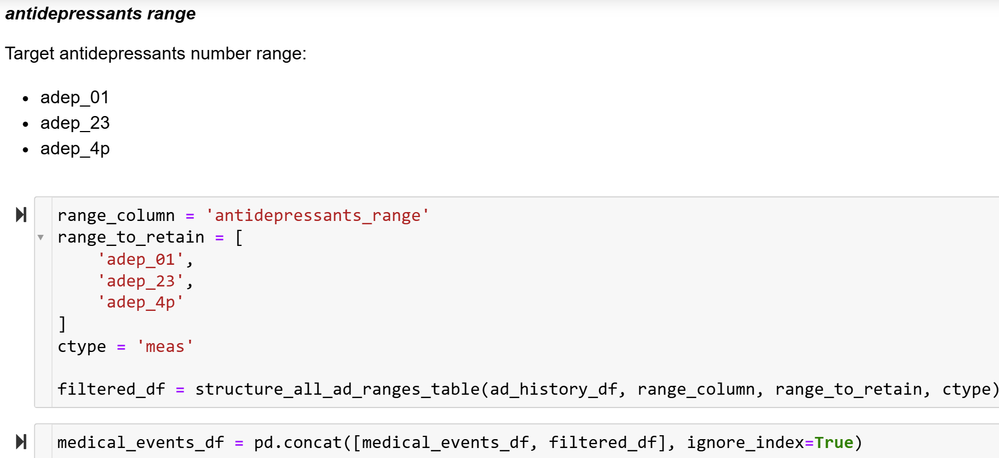 antidepressants range
Target antidepressants number range:
• adep_01
• adep_23
• adep_4p
range_column = 'antidepressants_range'
range_to_retain = [
    'adep_01',
    'adep_23',
    'adep_4p'
]
ctype = 'meas'
filtered_df = structure_all_ad_ranges_table(ad_history_df, range_column, range_to_retain, ctype)
medical_events_df = pd.concat([medical_events_df, filtered_df], ignore_index=True)